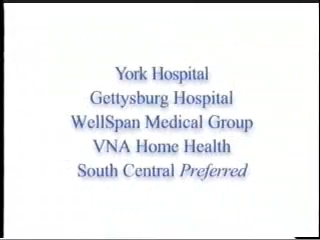 York Hospital
Gettysburg Hospital
WellSpan Medical Group
VNA Home Health
South Central Preferred